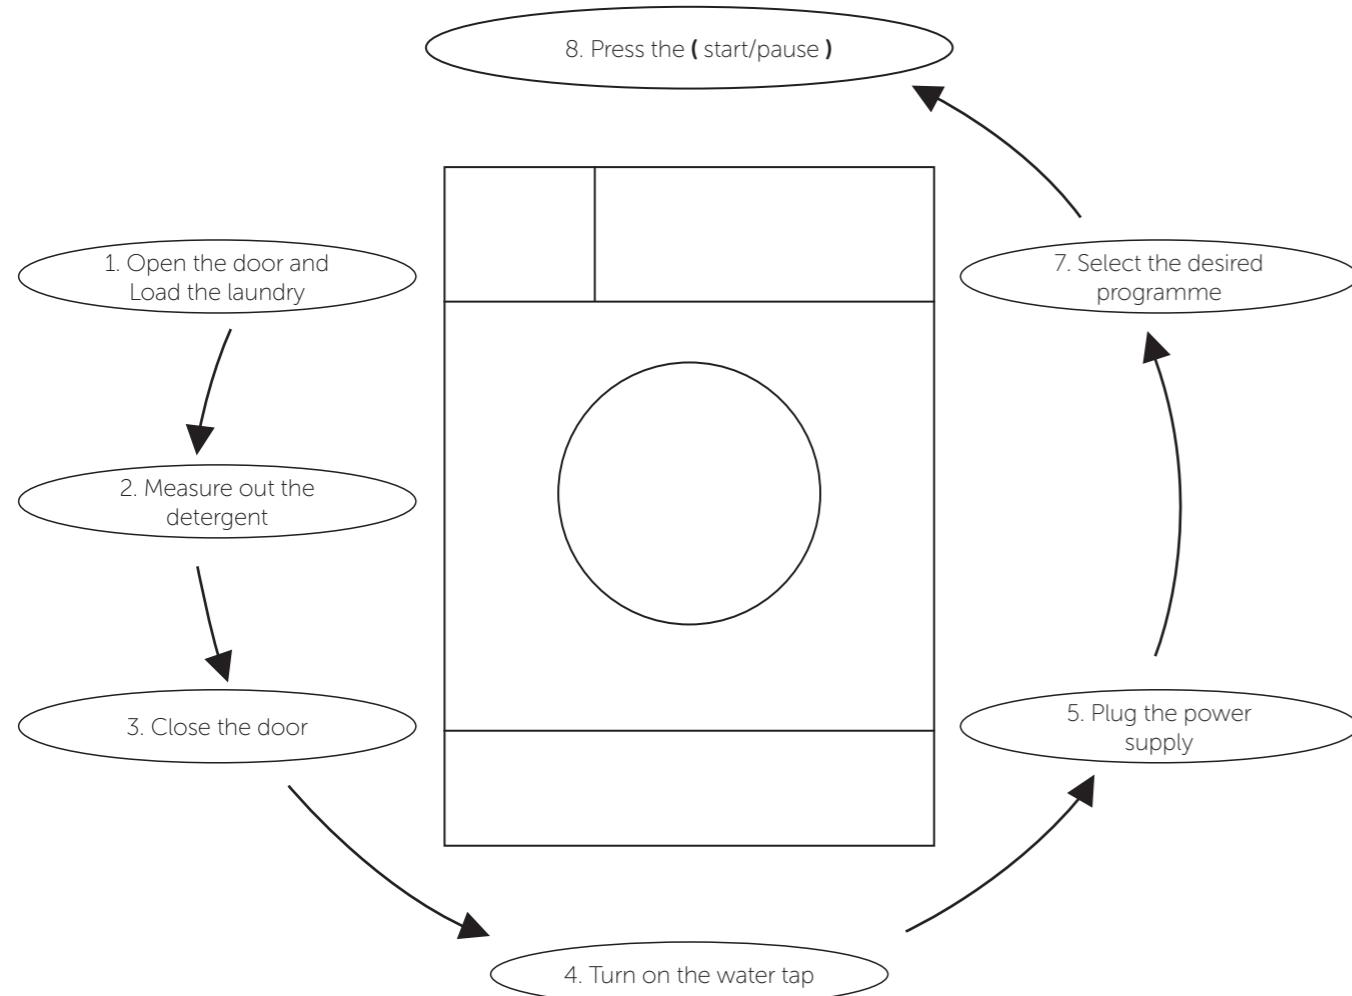 8. Press the ( start/pause )
1. Open the door and
Load the laundry
7. Select the desired
programme
2. Measure out the
detergent
3. Close the door
5. Plug the power
supply
4. Turn on the water tap